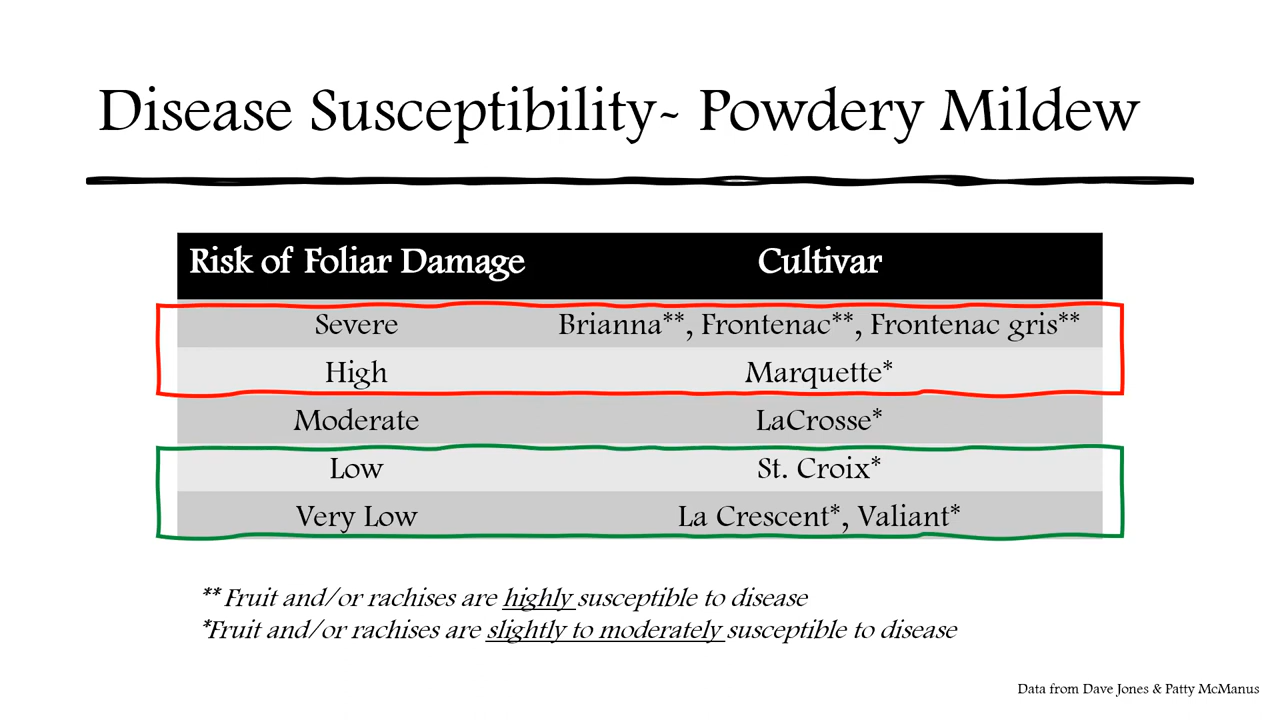 Disease Susceptibility- Powdery Mildew
Risk of Foliar Damage Cultivar
Severe Brianna**, Frontenac**, Frontenac gris**
High Marquette*
Moderate LaCrosse*
Low St. Croix*
Very Low La Crescent*, Valiant*
** Fruit and/or rachises are highly susceptible to disease
*Fruit and/or rachises are slightly to moderately susceptible to disease
Data from Dave Jones & Patty McManus